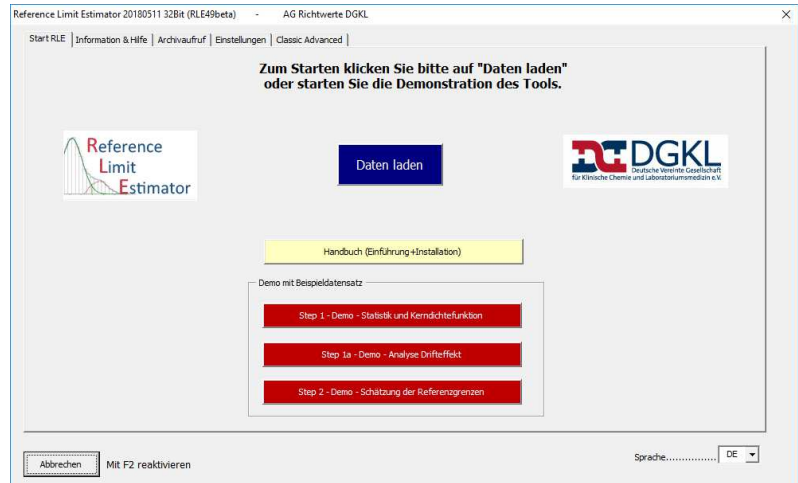 Reference Limit Estimator 20180511 32Bit (RLE49beta) - AG Richtwerte DGKL
Start RLE Information & Hilfe Archivaufruf Einstellungen Classic Advanced
Zum Starten klicken Sie bitte auf "Daten laden"
oder starten Sie die Demonstration des Tools.
Reference
Limit
Estimator
Daten laden
DGKL
Deutsche Vereinte Gesellschaft
für Klinische Chemie und Laboratoriumsmedizin e.V.
Handbuch (Einführung+Installation)
Demo mit Beispieldatensatz
Step 1 - Demo - Statistik und Kerndichtefunktion
Step 1a - Demo - Analyse Drifteffekt
Step 2 - Demo - Schätzung der Referenzgrenzen
Abbrechen Mit F2 reaktivieren
Sprache................ DE